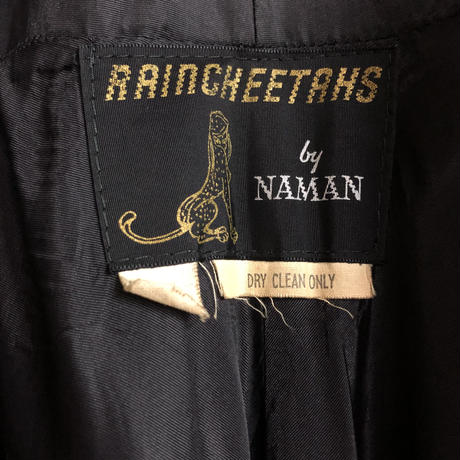 RAINCHEETAHS
by
NAMAN
DRY CLEAN ONLY